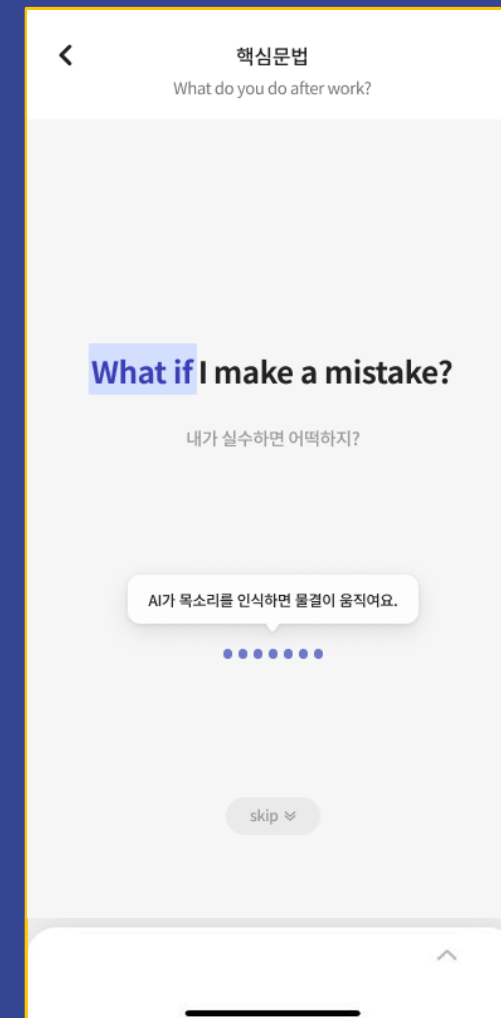 핵심문법
What do you do after work?
What if I make a mistake?
내가 실수하면 어떡하지?
AI가 목소리를 인식하면 물결이 움직여요.
skip